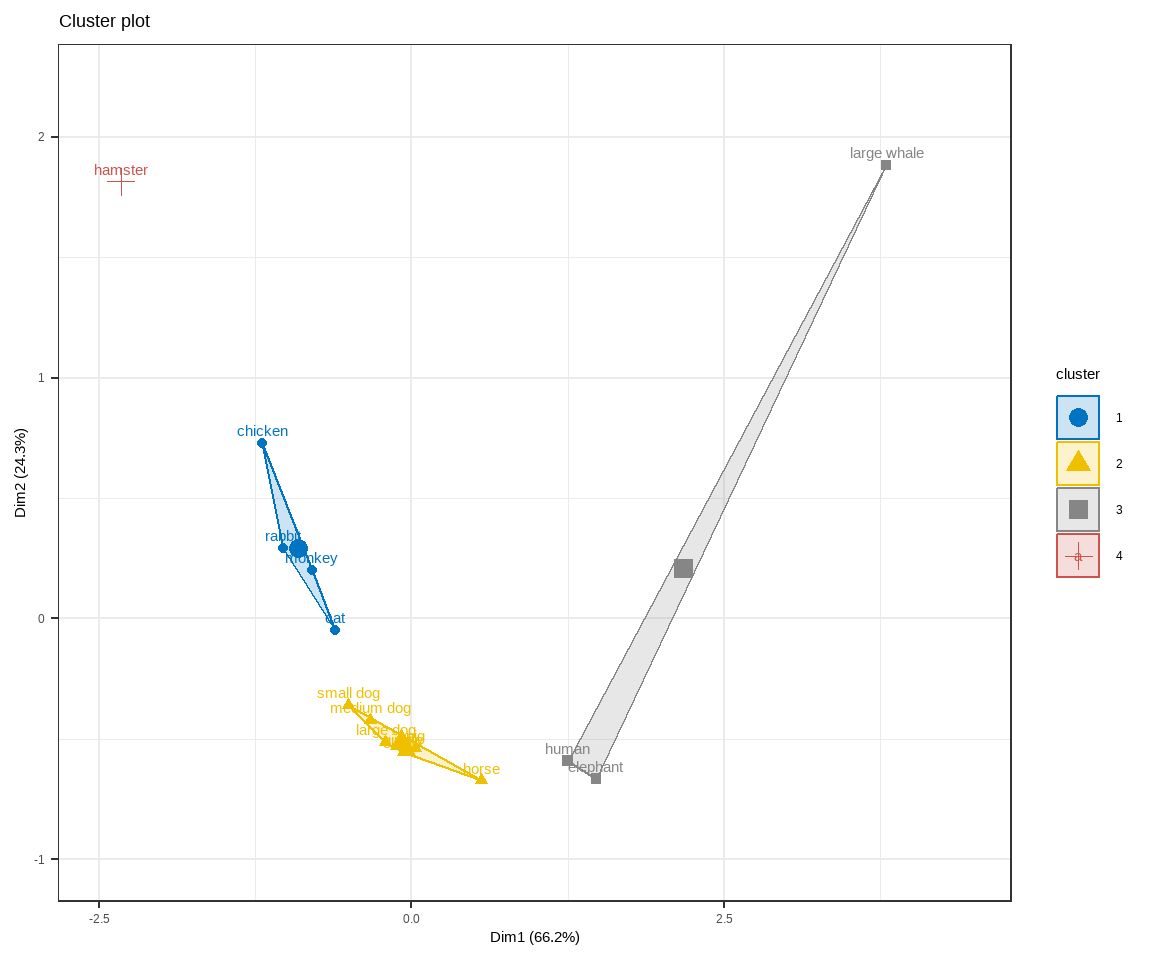 Cluster plot
large whale
hamster
chicken
rabbit
monkey
cat
small dog
medium dog
large dog
horse
human
elephant
2
1
0
-1
-2.5
0.0
2.5
Dim1 (66.2%)
Dim2 (24.3%)
cluster
1
2
3
a
4